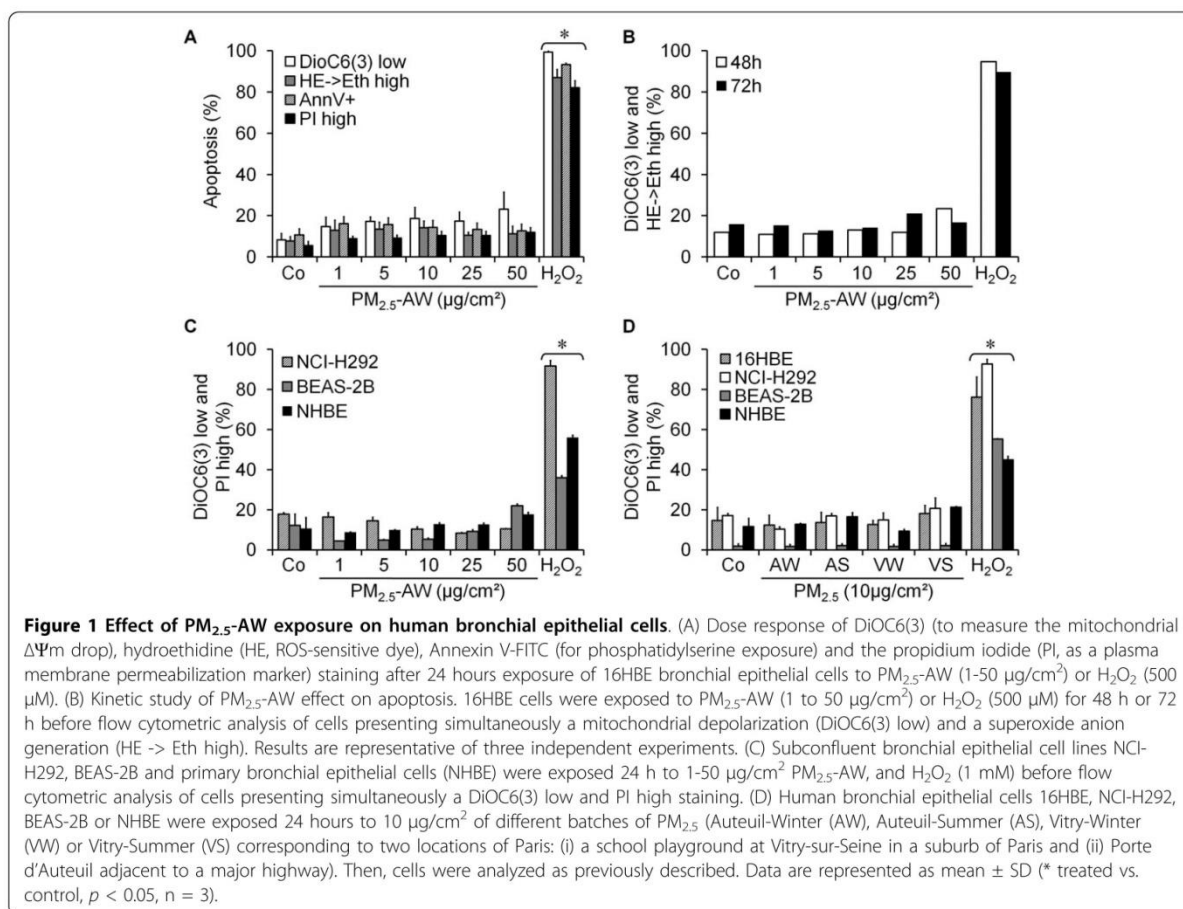 A
Apoptosis (%)
100
80
60
40
20
0
DioC6(3) low
HE->Eth high
AnnV+
PI high
*
Co 1 5 10 25 50 H₂O₂
PM₂.₅-AW (µg/cm²)
B
DiOC6(3) low and
HE->Eth high (%)
100
80
60
40
20
0
48h
72h
Co 1 5 10 25 50 H₂O₂
PM₂.₅-AW (µg/cm²)
C
DiOC6(3) low and
PI high (%)
100
80
60
40
20
0
NCI-H292
BEAS-2B
NHBE
*
Co 1 5 10 25 50 H₂O₂
PM₂.₅-AW (µg/cm²)
D
DiOC6(3) low and
PI high (%)
100
80
60
40
20
0
16HBE
NCI-H292
BEAS-2B
NHBE
*
Co AW AS VW VS H₂O₂
PM₂.₅ (10µg/cm²)
Figure 1 Effect of PM₂.₅-AW exposure on human bronchial epithelial cells. (A) Dose response of DiOC6(3) (to measure the mitochondrial
ΔΨm drop), hydroethidine (HE, ROS-sensitive dye), Annexin V-FITC (for phosphatidylserine exposure) and the propidium iodide (PI, as a plasma
membrane permeabilization marker) staining after 24 hours exposure of 16HBE bronchial epithelial cells to PM₂.₅-AW (1-50 µg/cm²) or H₂O₂ (500
µM). (B) Kinetic study of PM₂.₅-AW effect on apoptosis. 16HBE cells were exposed to PM₂.₅-AW (1 to 50 µg/cm²) or H₂O₂ (500 µM) for 48 h or 72
h before flow cytometric analysis of cells presenting simultaneously a mitochondrial depolarization (DiOC6(3) low) and a superoxide anion
generation (HE -> Eth high). Results are representative of three independent experiments. (C) Subconfluent bronchial epithelial cell lines NCI-
H292, BEAS-2B and primary bronchial epithelial cells (NHBE) were exposed 24 h to 1-50 µg/cm² PM₂.₅-AW, and H₂O₂ (1 mM) before flow
cytometric analysis of cells presenting simultaneously a DiOC6(3) low and PI high staining. (D) Human bronchial epithelial cells 16HBE, NCI-H292,
BEAS-2B or NHBE were exposed 24 hours to 10 µg/cm² of different batches of PM₂.₅ (Auteuil-Winter (AW), Auteuil-Summer (AS), Vitry-Winter
(VW) or Vitry-Summer (VS) corresponding to two locations of Paris: (i) a school playground at Vitry-sur-Seine in a suburb of Paris and (ii) Porte
d'Auteuil adjacent to a major highway). Then, cells were analyzed as previously described. Data are represented as mean ± SD (* treated vs.
control, p < 0.05, n = 3).